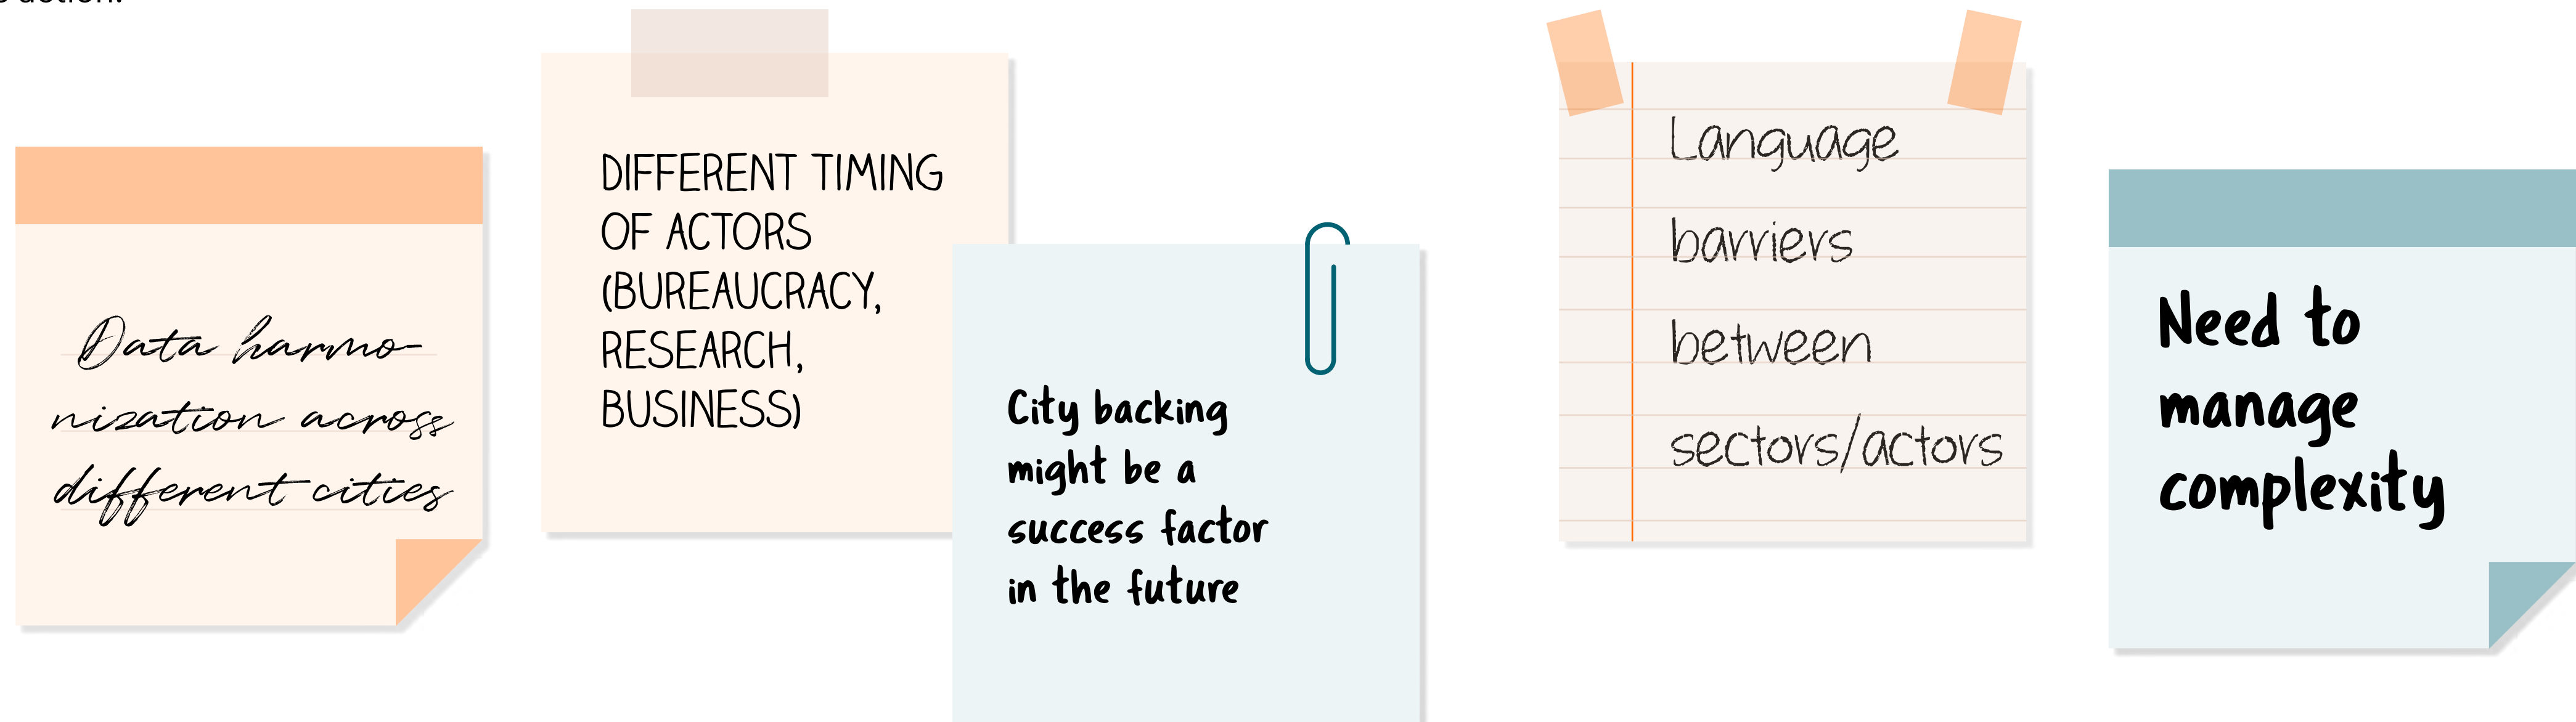 action.
Data harmo-
nization across
different cities
DIFFERENT TIMING
OF ACTORS
(BUREAUCRACY,
RESEARCH,
BUSINESS)
City backing
might be a
success factor
in the future
Language
barriers
between
sectors/actors
Need to
manage
complexity